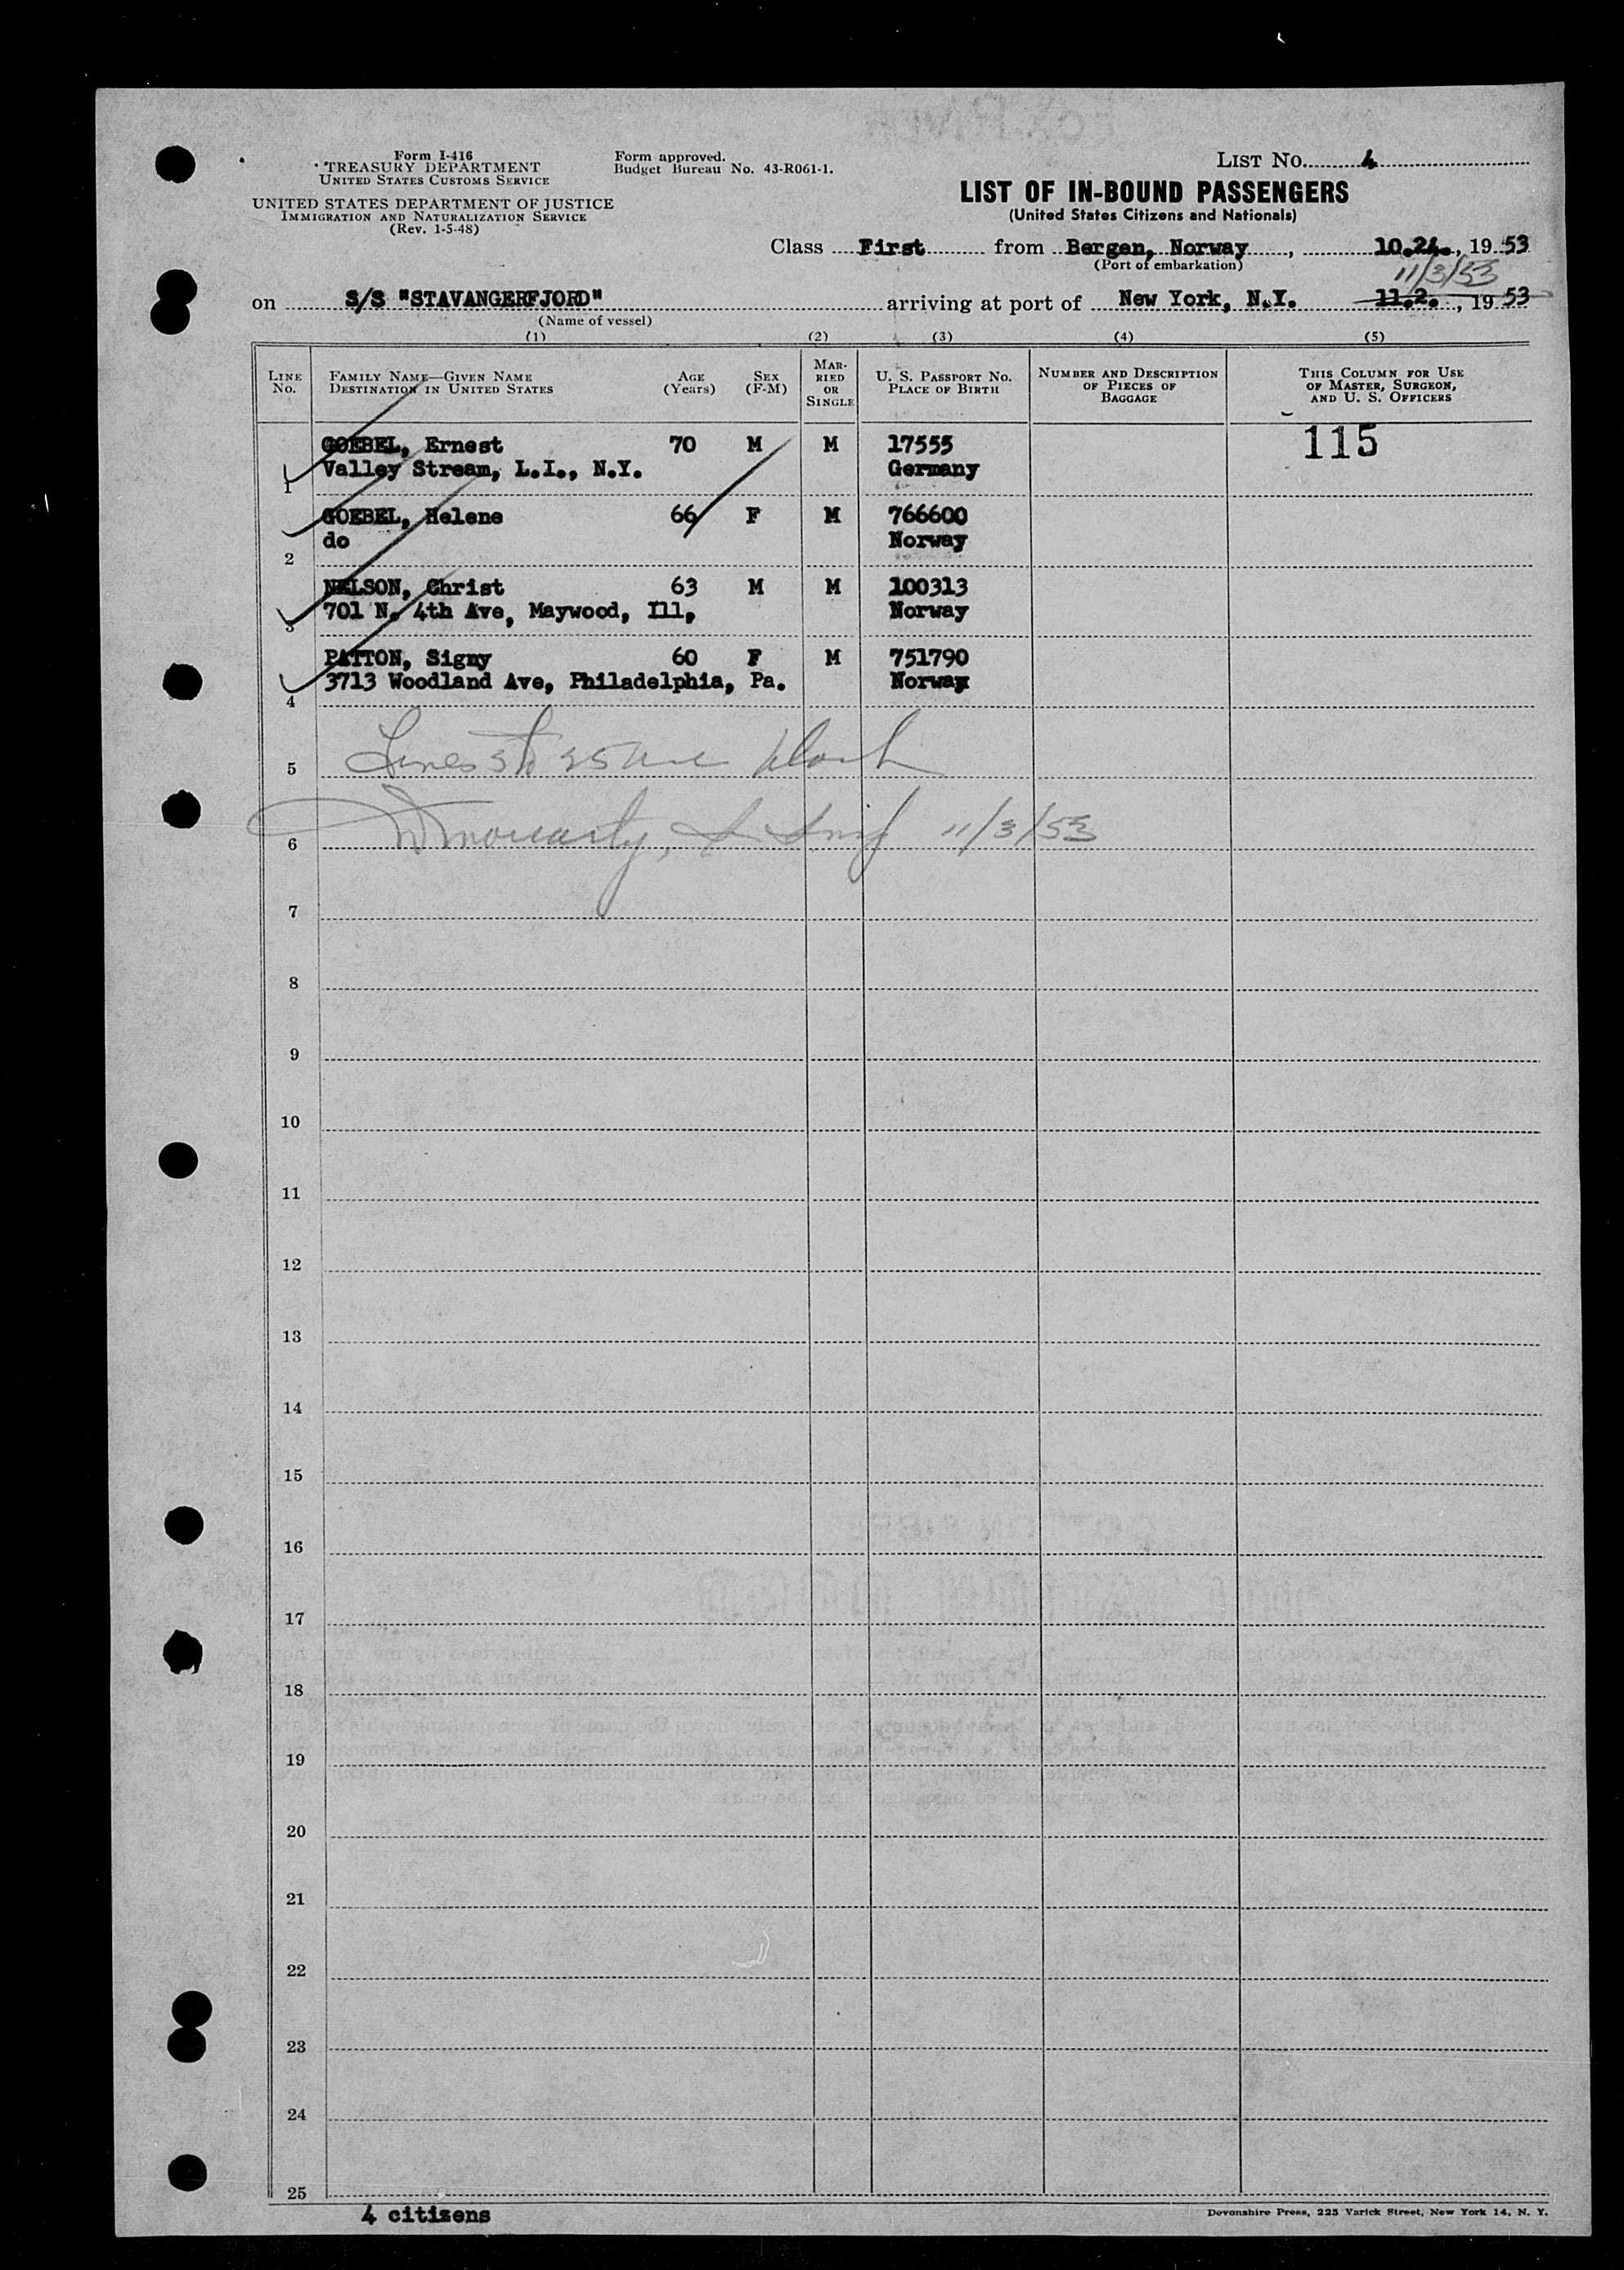 Form I-416
TREASURY DEPARTMENT
UNITED STATES CUSTOMS SERVICE
UNITED STATES DEPARTMENT OF JUSTICE
IMMIGRATION AND NATURALIZATION SERVICE
(Rev. 1-5-48)
Form approved.
Budget Bureau No. 43-R061-1.
LIST NO. 4
LIST OF IN-BOUND PASSENGERS
(United States Citizens and Nationals)
Class First from Bergen, Norway, 10.24., 1953
(Port of embarkation)
11/3/53
on S/S "STAVANGERFJORD" arriving at port of New York, N.Y. 11.2., 1953
(Name of vessel)
(1) (2) (3) (4) (5)
LINE NO. FAMILY NAME—GIVEN NAME DESTINATION IN UNITED STATES AGE (Years) SEX (F-M) MARRIED OR SINGLE U. S. PASSPORT NO. PLACE OF BIRTH NUMBER AND DESCRIPTION OF PIECES OF BAGGAGE THIS COLUMN FOR USE OF MASTER, SURGEON, AND U. S. OFFICERS
GOEBEL, Ernest 70 M M 17555 115
1 Valley Stream, L.I., N.Y. Germany
GOEBEL, Helene 66 F M 766600
2 do Norway
NELSON, Christ 63 M M 100313
3 701 N. 4th Ave, Maywood, Ill, Norway
PATTON, Signy 60 F M 751790
4 3713 Woodland Ave, Philadelphia, Pa. Norway
5 Lines 5 to 25 incl blank
6 11/3/53
7
8
9
10
11
12
13
14
15
16
17
18
19
20
21
22
23
24
25
4 citizens
Devonshire Press, 225 Varick Street, New York 14, N. Y.